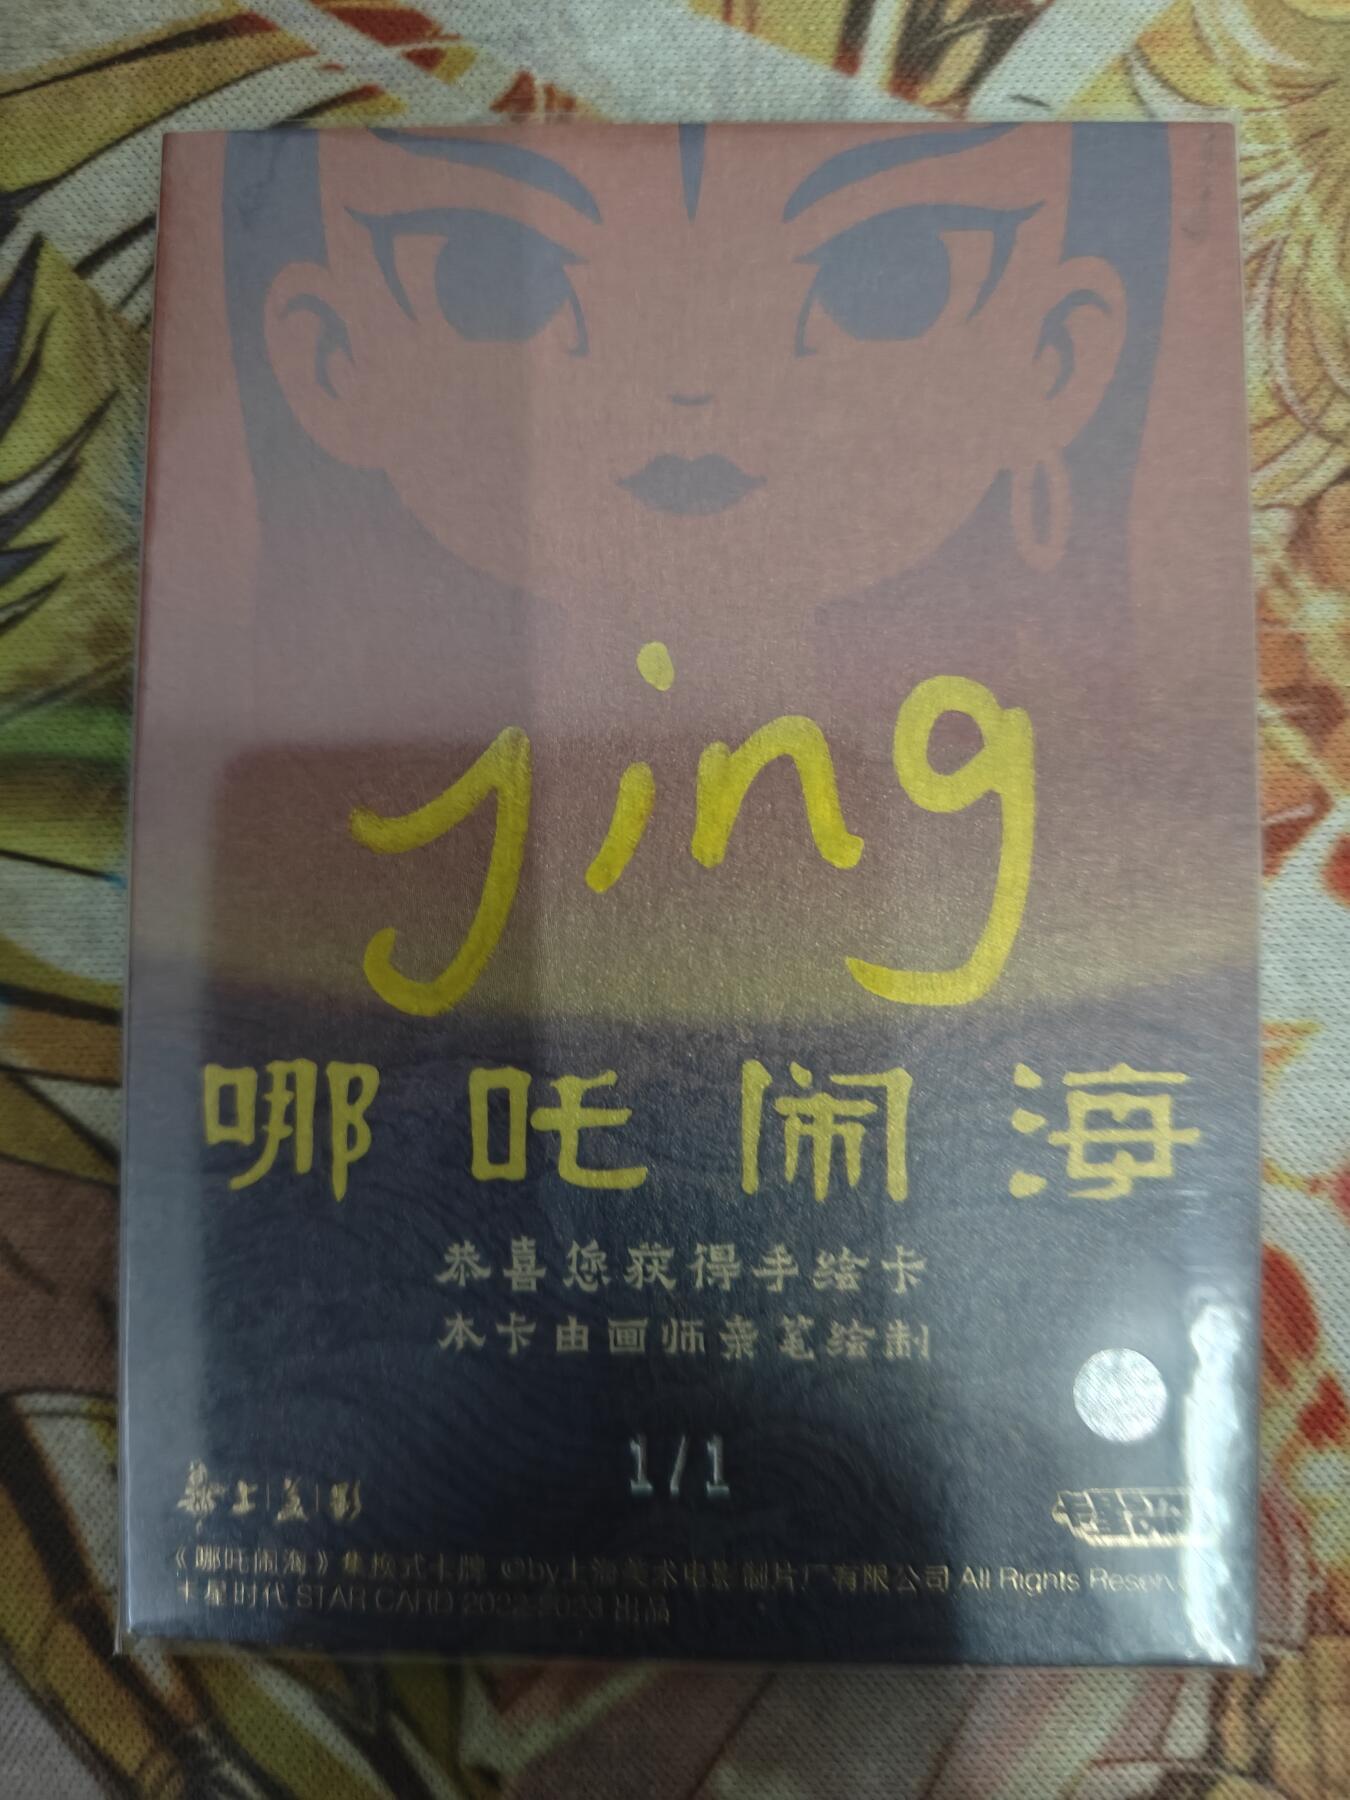 jing
哪吒闹海
恭喜您获得手绘卡
本卡由画师亲笔绘制
1/1
上美影
《哪吒闹海》集换式卡牌 ©by上海美术电影制片厂有限公司 All Rights Reserv
卡星时代 STAR CARD 2022-2023 出品